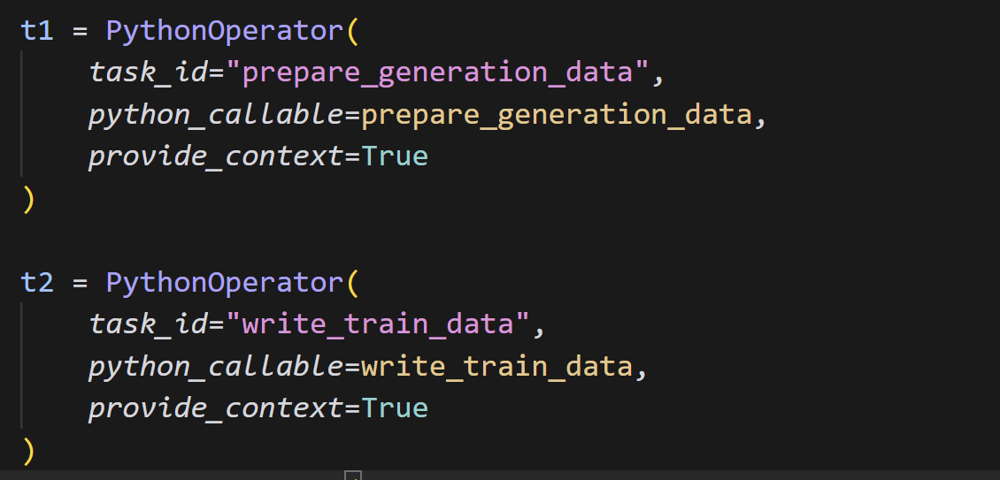 t1 = PythonOperator(
    task_id="prepare_generation_data",
    python_callable=prepare_generation_data,
    provide_context=True
)

t2 = PythonOperator(
    task_id="write_train_data",
    python_callable=write_train_data,
    provide_context=True
)